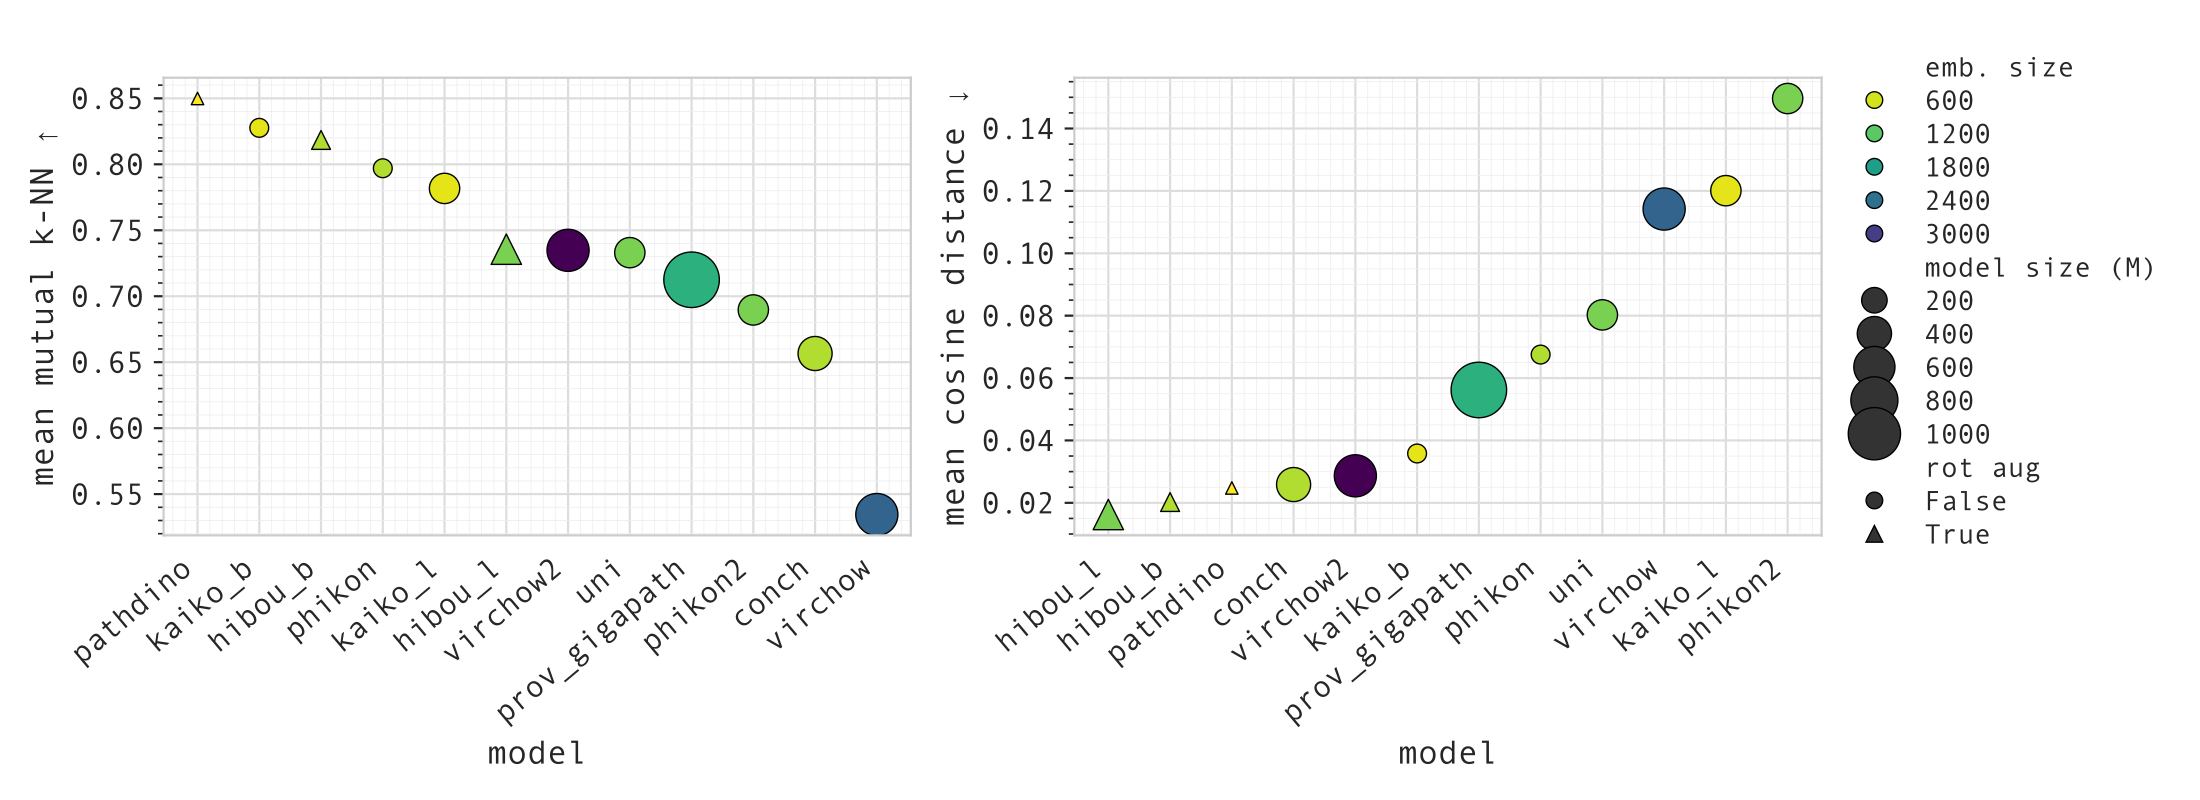 mean mutual k-NN ↑
0.85
0.80
0.75
0.70
0.65
0.60
0.55
pathdino
kaiko_b
hibou_b
phikon
kaiko_l
hibou_l
virchow2
uni
prov_gigapath
phikon2
conch
virchow
model
mean cosine distance ↓
0.14
0.12
0.10
0.08
0.06
0.04
0.02
hibou_l
hibou_b
pathdino
conch
virchow2
kaiko_b
prov_gigapath
phikon
uni
virchow
kaiko_l
phikon2
model
emb. size
600
1200
1800
2400
3000
model size (M)
200
400
600
800
1000
rot aug
False
True